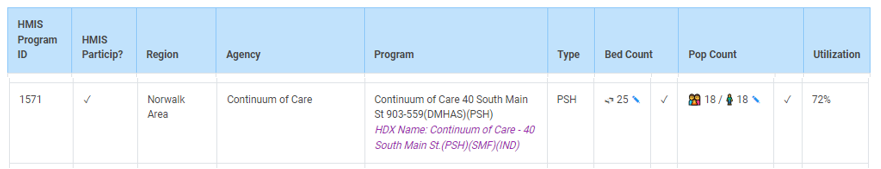 HMIS
Program
ID
HMIS
Particip?
Region
Agency
Program
Type
Bed Count
Pop Count
Utilization
1571
✓
Norwalk
Area
Continuum of Care
Continuum of Care 40 South Main
St 903-559(DMHAS)(PSH)
HDX Name: Continuum of Care - 40
South Main St.(PSH)(SMF)(IND)
PSH
25
✓
18 / 18
✓
72%